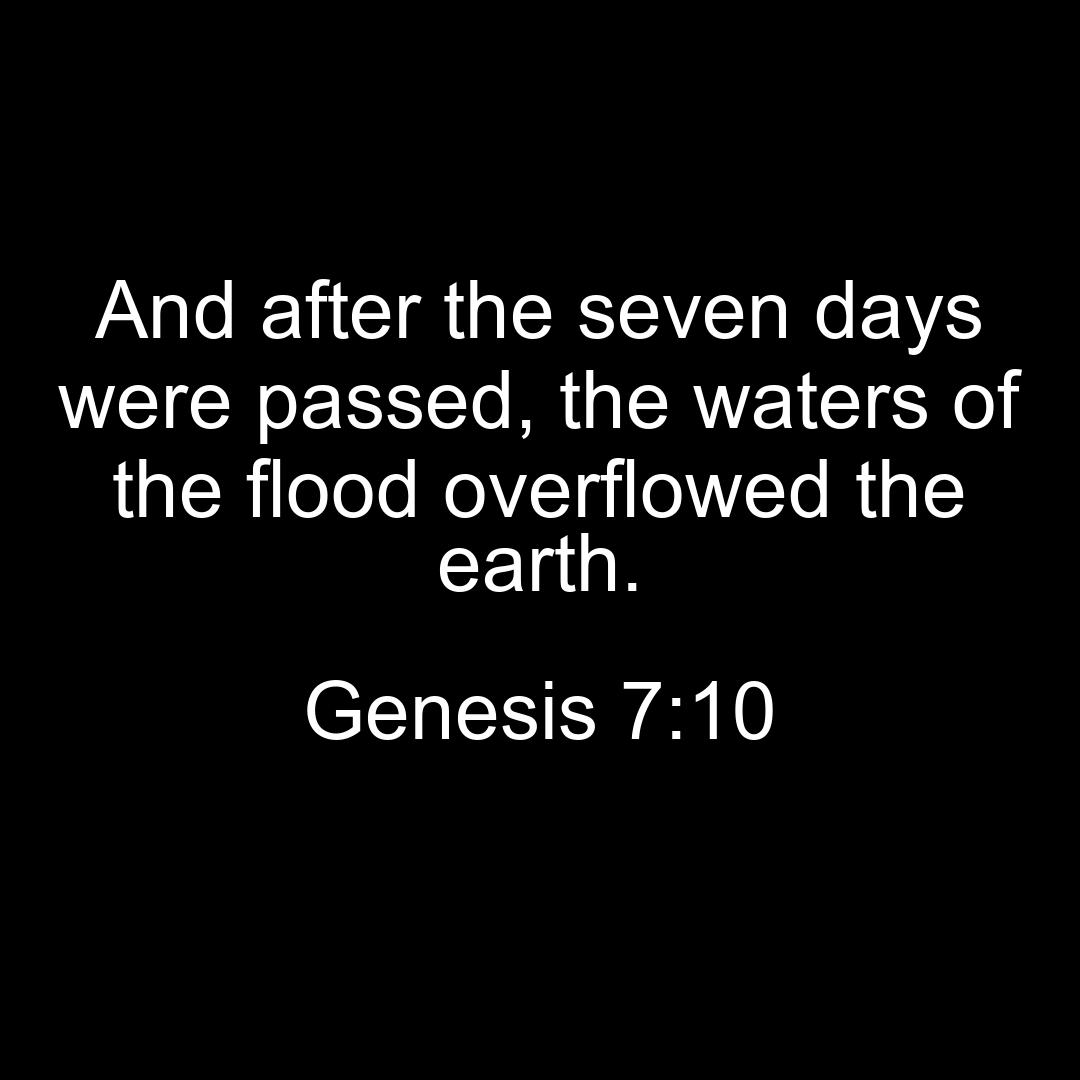 And after the seven days
were passed, the waters of
the flood overflowed the
earth.
Genesis 7:10